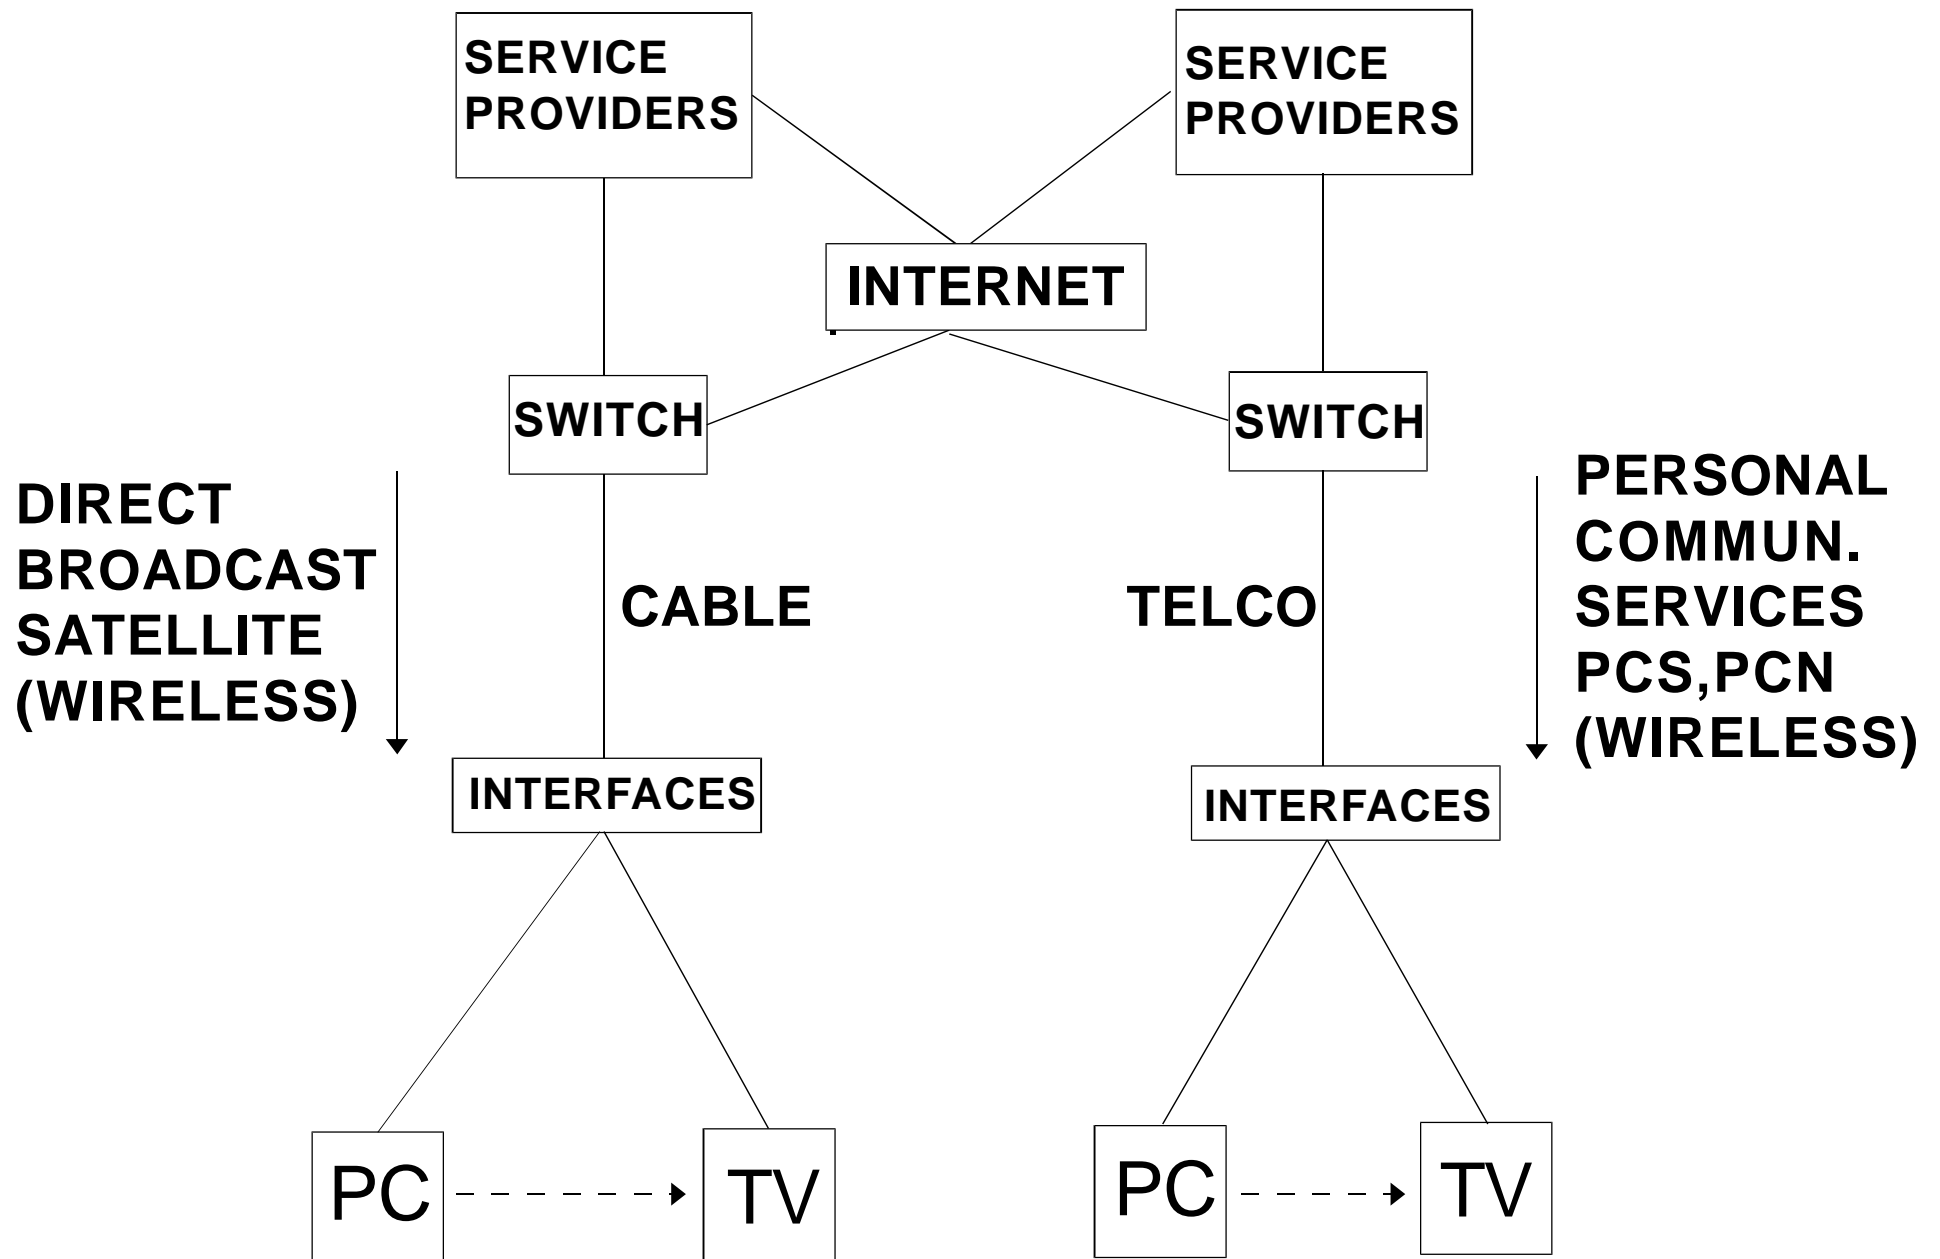 SERVICE
PROVIDERS
SERVICE
PROVIDERS
INTERNET
SWITCH
SWITCH
DIRECT
BROADCAST
SATELLITE
(WIRELESS)
CABLE
TELCO
PERSONAL
COMMUN.
SERVICES
PCS,PCN
(WIRELESS)
INTERFACES
INTERFACES
PC
TV
PC
TV